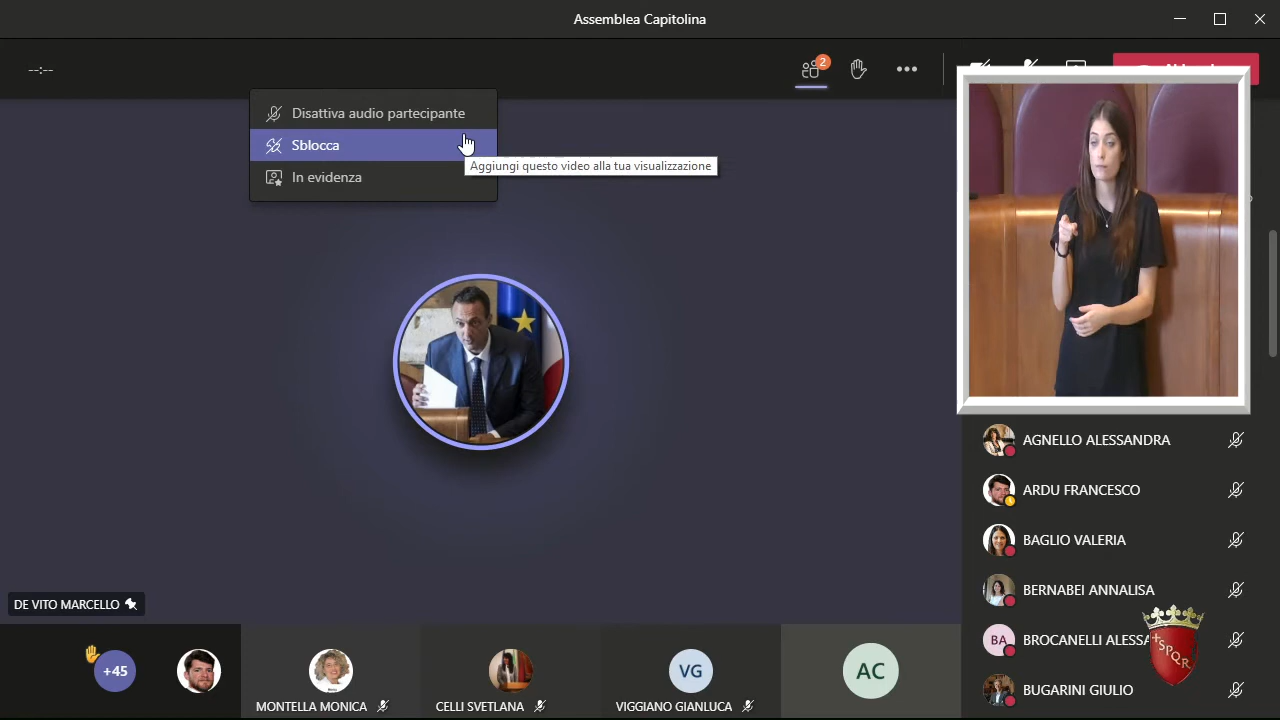 Assemblea Capitolina
--:--
2
Disattiva audio partecipante
Sblocca
Aggiungi questo video alla tua visualizzazione
In evidenza
AGNELLO ALESSANDRA
ARDU FRANCESCO
BAGLIO VALERIA
BERNABEI ANNALISA
BA BROCANELLI ALESSA
SPQR
BUGARINI GIULIO
DE VITO MARCELLO
+45
VG
AC
MONTELLA MONICA
CELLI SVETLANA
VIGGIANO GIANLUCA